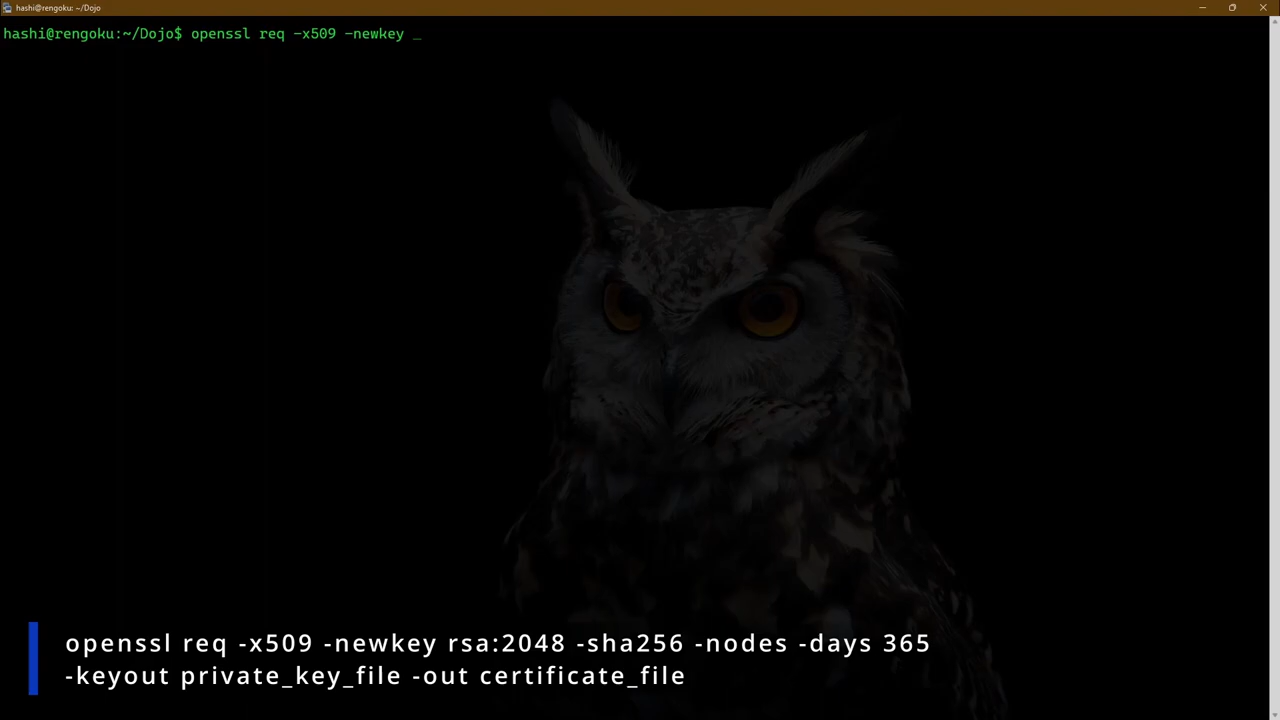 hashi@rengoku: ~/Dojo
hashi@rengoku:~/Dojo$ openssl req -x509 -newkey _
openssl req -x509 -newkey rsa:2048 -sha256 -nodes -days 365
-keyout private_key_file -out certificate_file